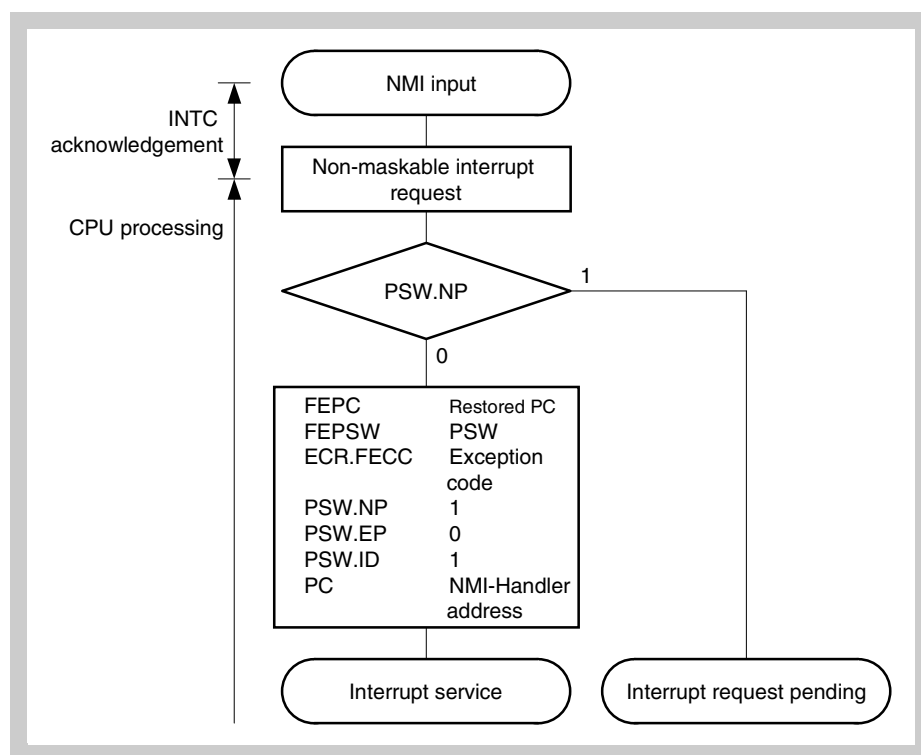 NMI input
INTC
acknowledgement
Non-maskable interrupt
request
CPU processing
PSW.NP
1
0
FEPC Restored PC
FEPSW PSW
ECR.FECC Exception
code
PSW.NP 1
PSW.EP 0
PSW.ID 1
PC NMI-Handler
address
Interrupt service
Interrupt request pending